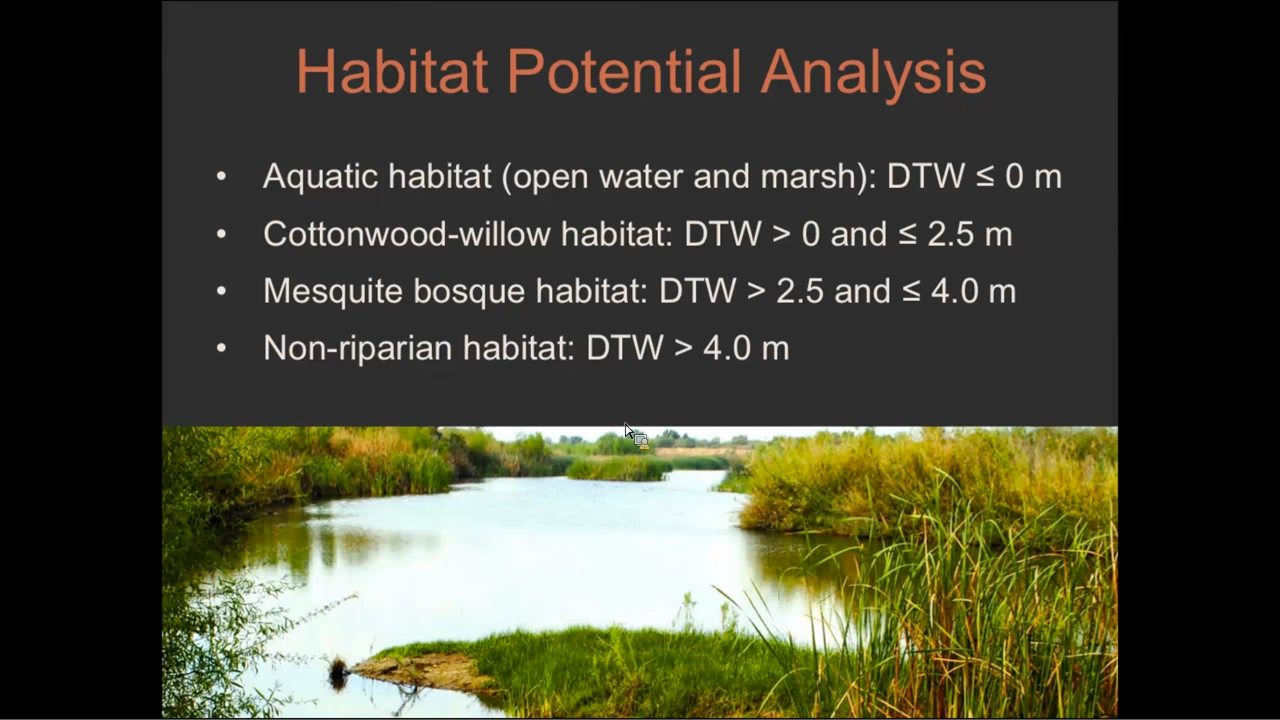 Habitat Potential Analysis
• Aquatic habitat (open water and marsh): DTW ≤ 0 m
• Cottonwood-willow habitat: DTW > 0 and ≤ 2.5 m
• Mesquite bosque habitat: DTW > 2.5 and ≤ 4.0 m
• Non-riparian habitat: DTW > 4.0 m